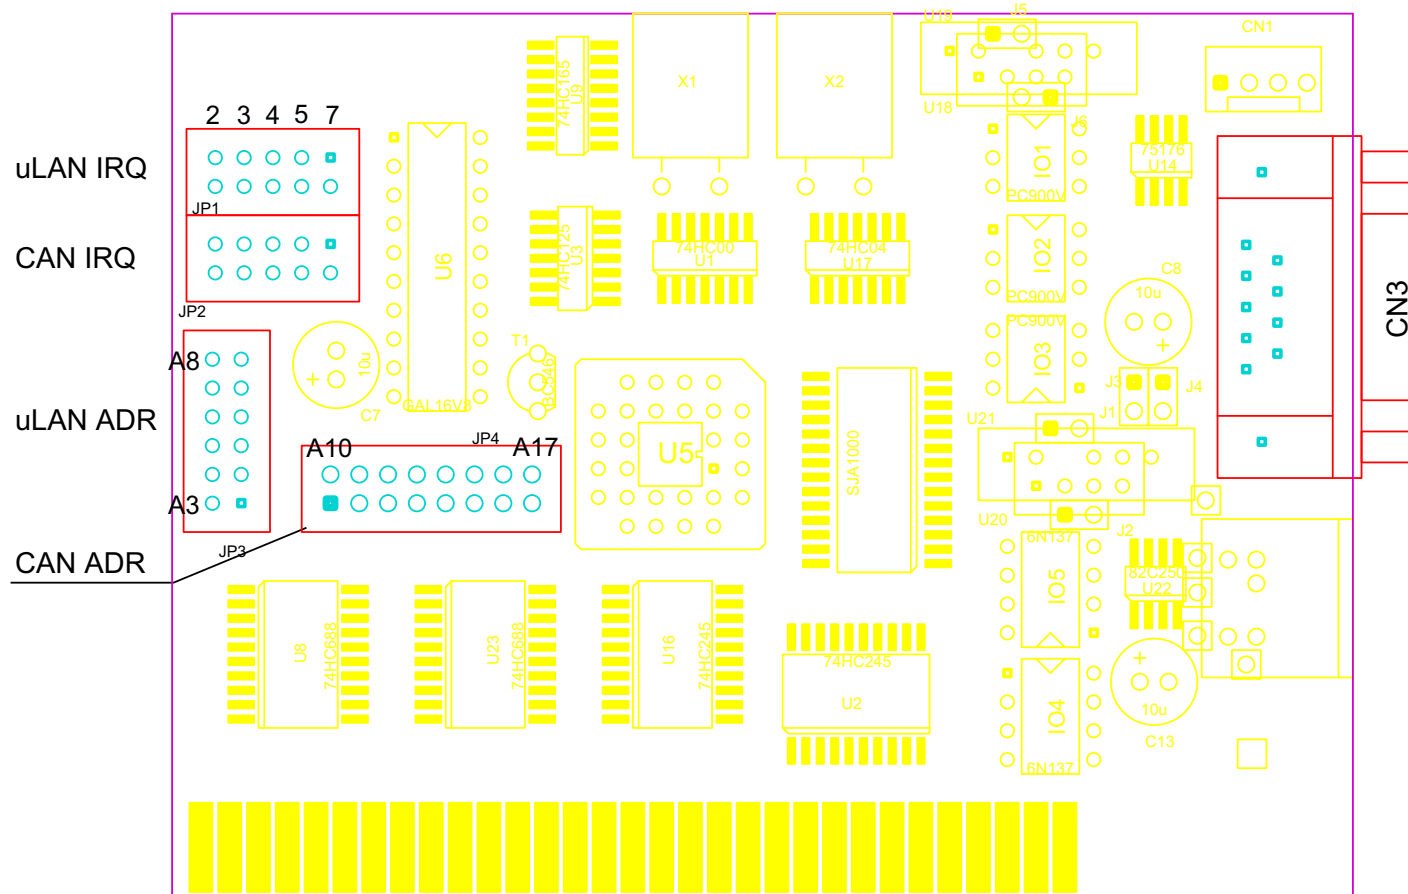 U19
J5
CN1
74HC165
U9
X1
X2
U18
J6
2 3 4 5 7
uLAN IRQ
JP1
IO1
PC900V
75176
U14
CAN IRQ
JP2
U6
GAL16V8
74HC125
U3
74HC00
U1
74HC04
U17
IO2
PC900V
C8
10u
CN3
A8
uLAN ADR
A3
JP3
10u
C7
T1
BC546
PC900V
IO3
J3
J4
J1
U21
JP4
A10
A17
U5
SJA1000
CAN ADR
U20
J2
6N137
IO5
82C250
U22
U8
74HC688
U23
74HC688
U16
74HC245
74HC245
U2
IO4
6N137
10u
C13